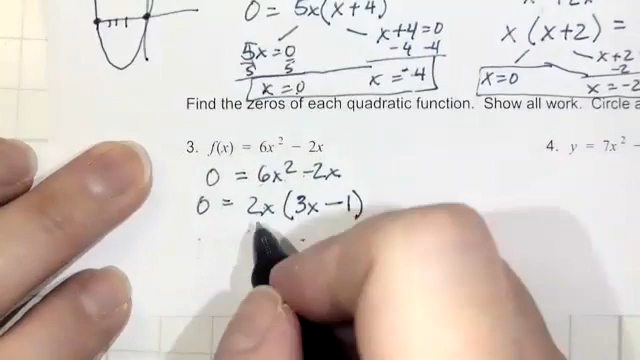 0 = 5x(x+4)
x+4=0
5x=0
-4 -4
5 5
x=0
x=-4
x(x+2) =
x+2
-2
x=0
x=-2
Find the zeros of each quadratic function. Show all work. Circle
3. f(x) = 6x² − 2x
4. y = 7x² −
0 = 6x² -2x
0 = 2x (3x −1)